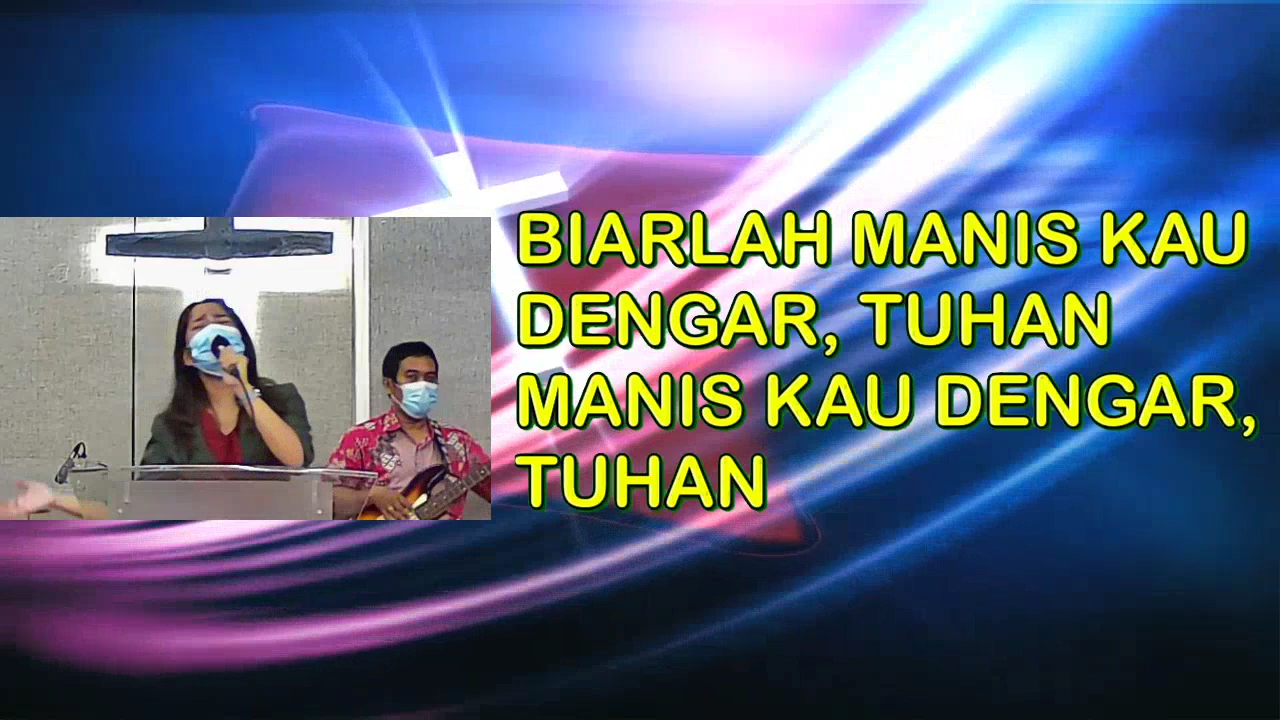 BIARLAH MANIS KAU
DENGAR, TUHAN
MANIS KAU DENGAR,
TUHAN